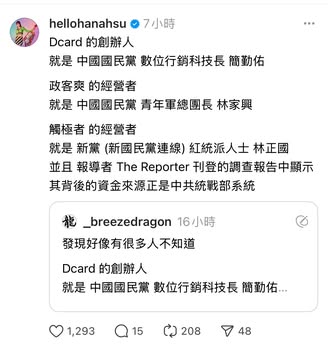 hellohanahsu 7小時
Dcard 的創辦人
就是 中國國民黨 數位行銷科技長 簡勤佑
政客爽 的經營者
就是 中國國民黨 青年軍總團長 林家興
觸極者 的經營者
就是 新黨 (新國民黨連線) 紅統派人士 林正國
並且 報導者 The Reporter 刊登的調查報告中顯示
其背後的資金來源正是中共統戰部系統
龍 _breezedragon 16小時
發現好像有很多人不知道
Dcard 的創辦人
就是 中國國民黨 數位行銷科技長 簡勤佑...
1,293 15 208 48